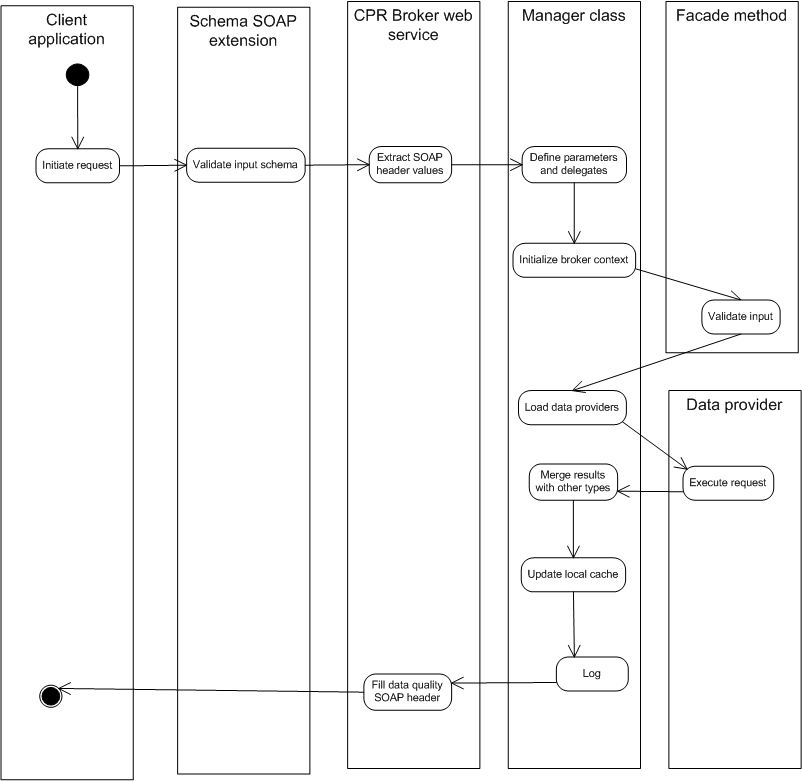 Client
application
Schema SOAP
extension
CPR Broker web
service
Manager class
Facade method
Initiate request
Validate input schema
Extract SOAP
header values
Define parameters
and delegates
Initialize broker context
Validate input
Load data providers
Data provider
Merge results
with other types
Execute request
Update local cache
Log
Fill data quality
SOAP header